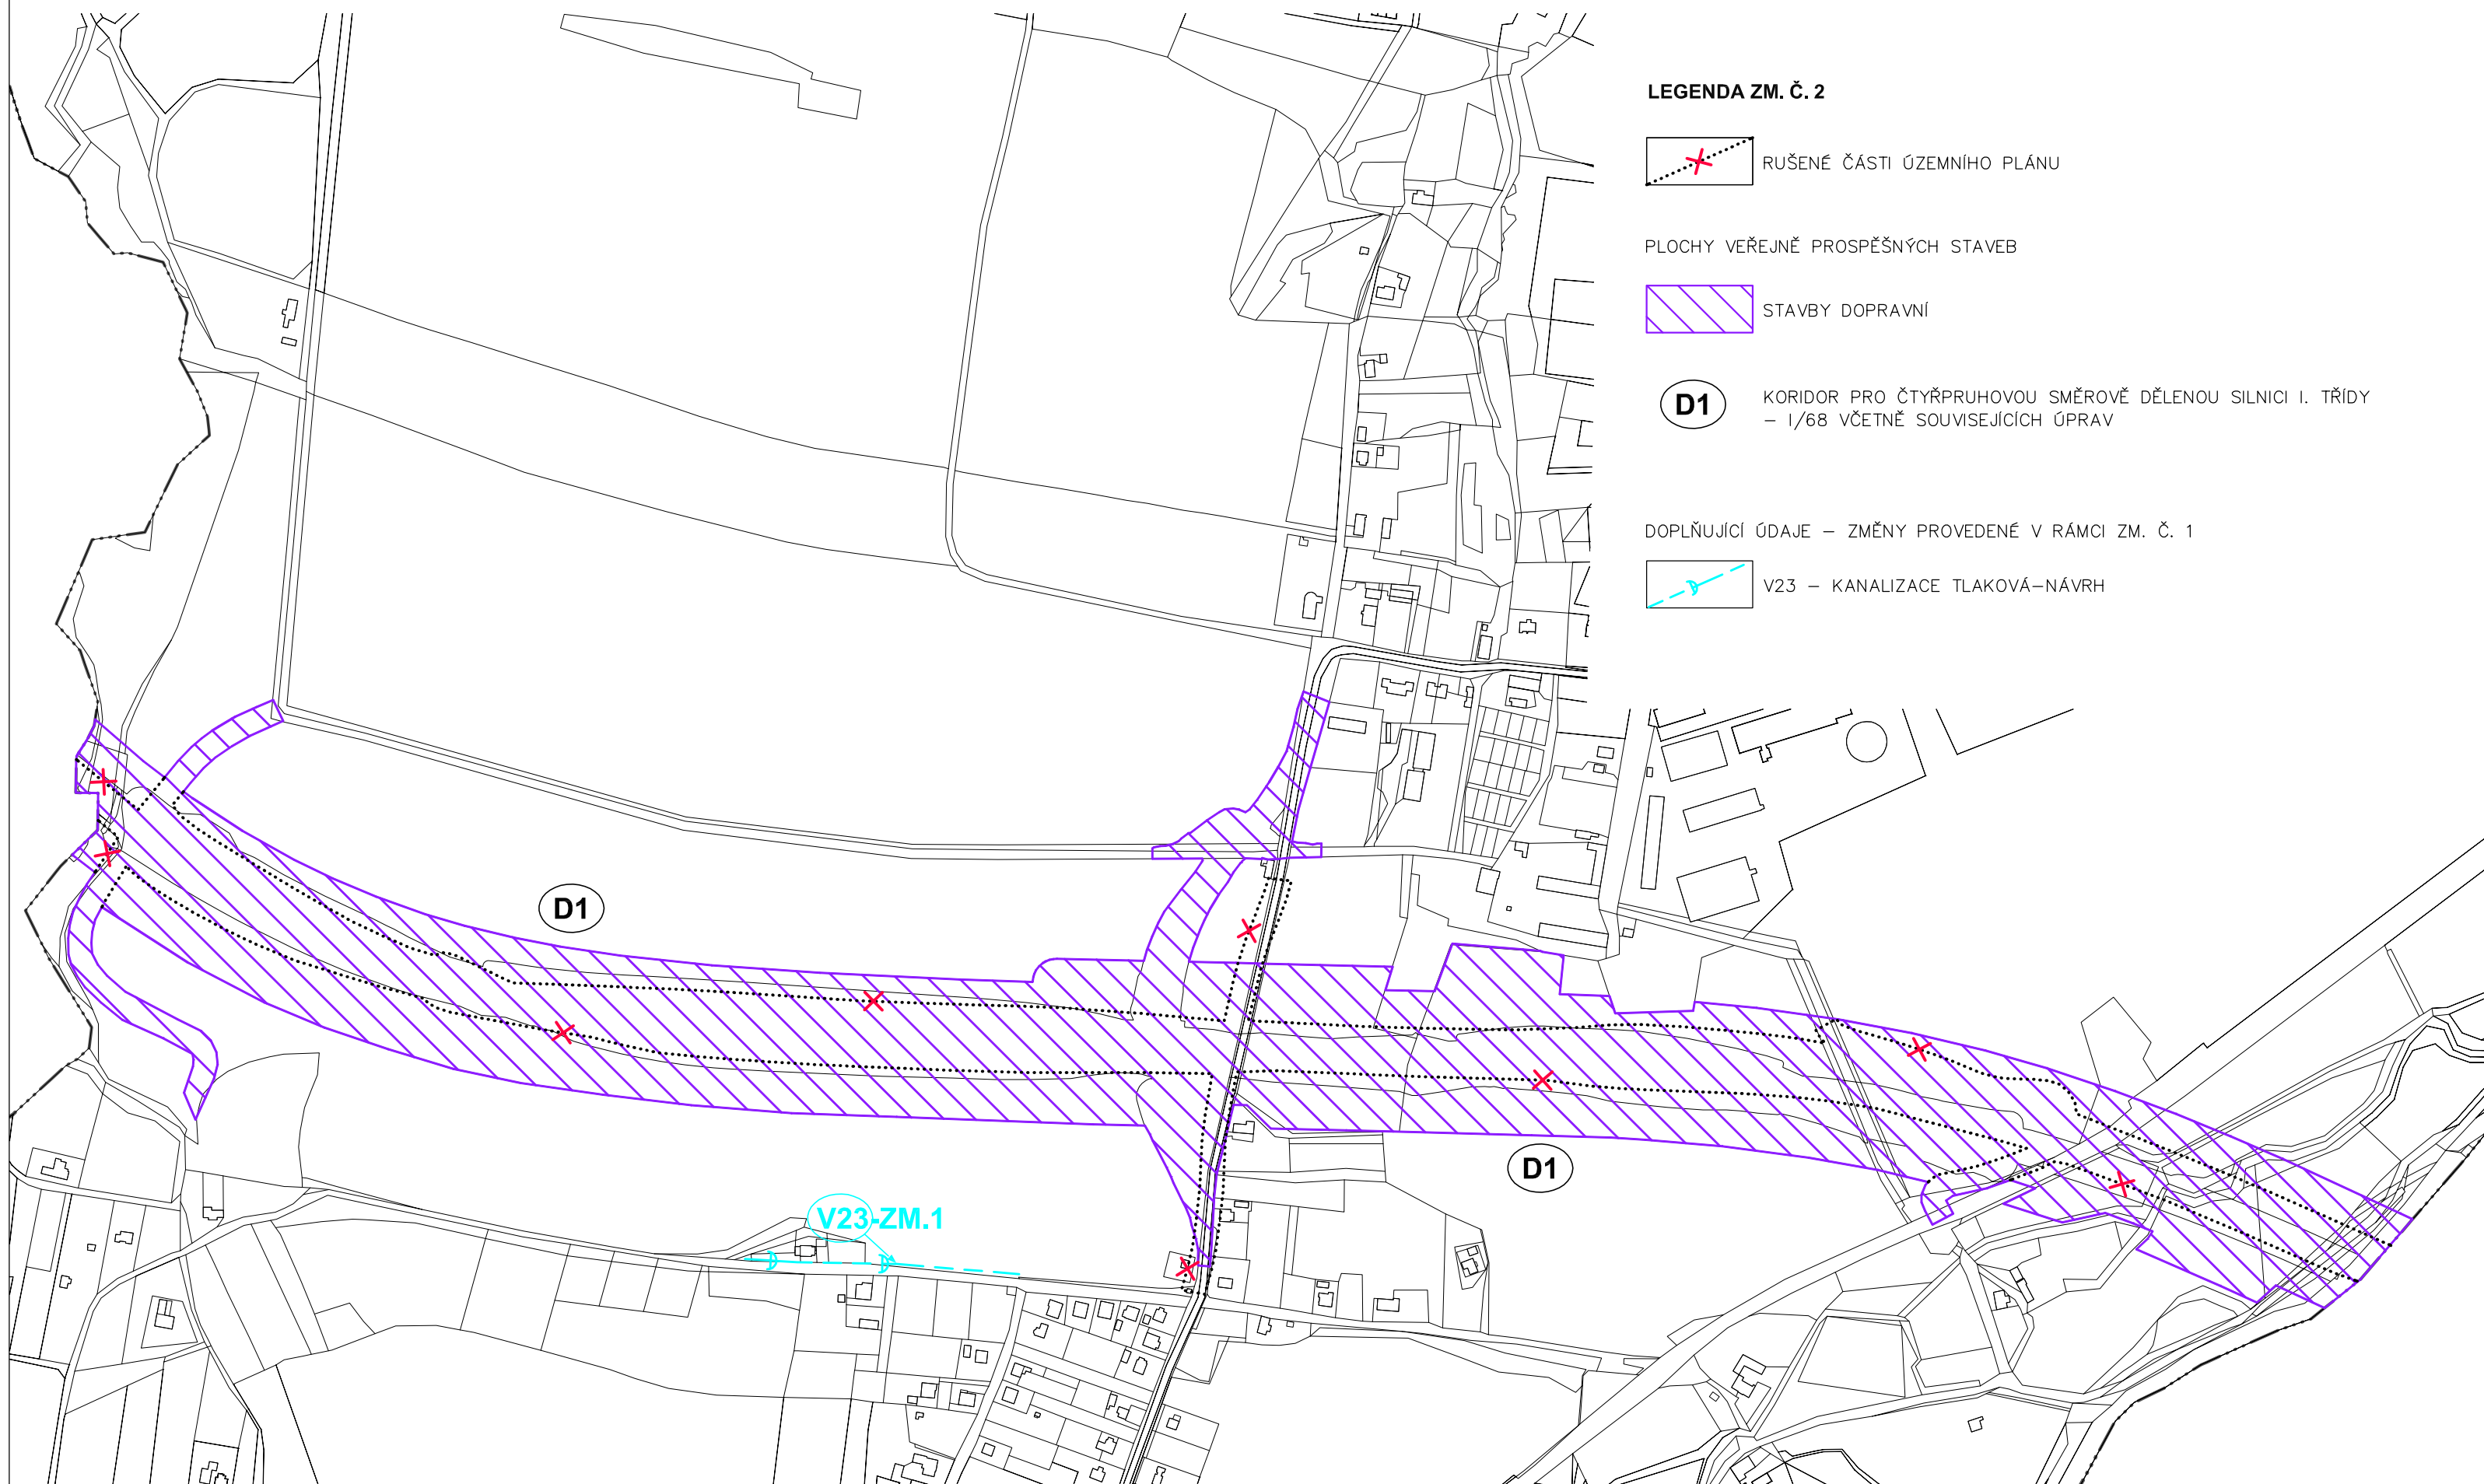 LEGENDA ZM. Č. 2
RUŠENÉ ČÁSTI ÚZEMNÍHO PLÁNU
PLOCHY VEŘEJNĚ PROSPĚŠNÝCH STAVEB
STAVBY DOPRAVNÍ
D1
KORIDOR PRO ČTYŘPRUHOVOU SMĚROVĚ DĚLENOU SILNICI I. TŘÍDY
– I/68 VČETNĚ SOUVISEJÍCÍCH ÚPRAV
DOPLŇUJÍCÍ ÚDAJE – ZMĚNY PROVEDENÉ V RÁMCI ZM. Č. 1
V23 – KANALIZACE TLAKOVÁ–NÁVRH
D1
D1
V23-ZM.1